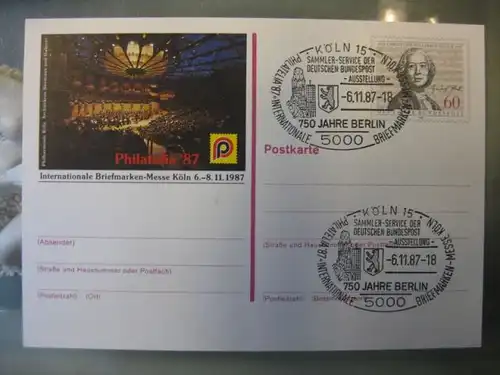 Philatelia '87
Internationale Briefmarken-Messe Köln 6.–8.11.1987
(Absender)
(Straße und Hausnummer oder Postfach)
(Postleitzahl) (Ort)
Postkarte
60
KÖLN 15
SAMMLER-SERVICE DER
DEUTSCHEN BUNDESPOST
- AUSSTELLUNG -
-6.11.87-18
750 JAHRE BERLIN
5000
PHILATELIA '87-INTERNATIONALE BRIEFMARKEN-
(Straße und Hausnummer oder
KÖLN 15
SAMMLER-SERVICE DER
DEUTSCHEN BUNDESPOST
- AUSSTELLUNG -
-6.11.87-18
750 JAHRE BERLIN
5000
PHILATELIA '87-INTERNATIONALE BRIEFMARKEN-MESSE KÖLN
(Postleitzahl)